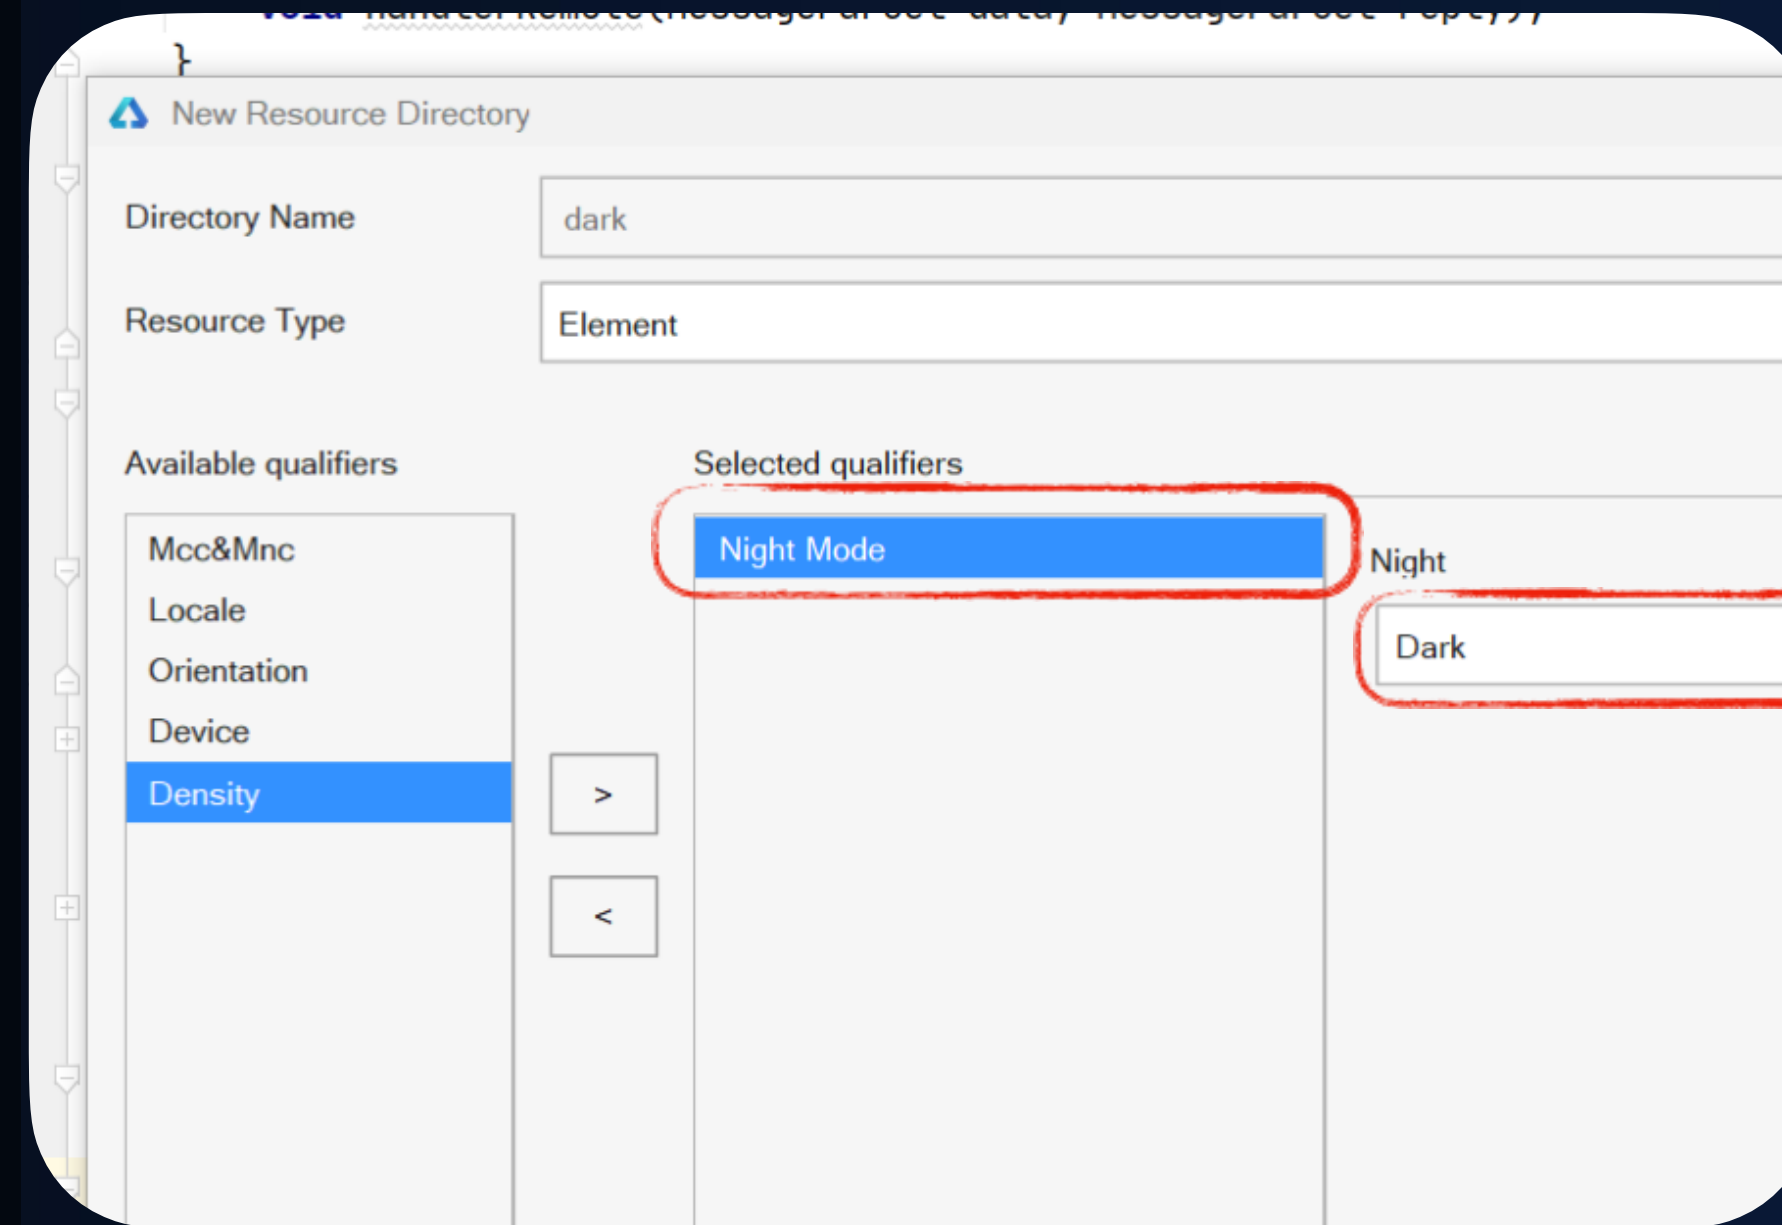 }
New Resource Directory
Directory Name
dark
Resource Type
Element
Available qualifiers
Selected qualifiers
Mcc&Mnc
Locale
Orientation
Device
Density
>
<
Night Mode
Night
Dark